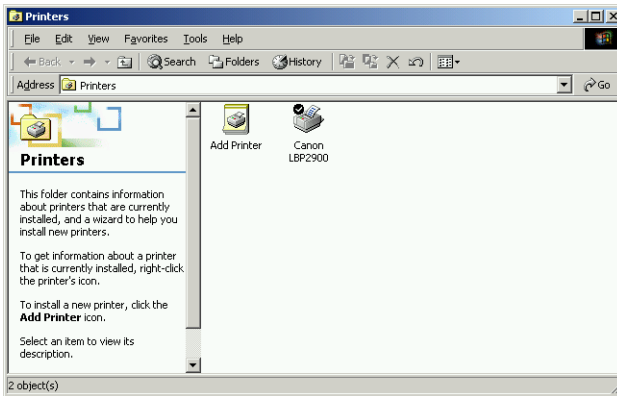 Printers
File Edit View Favorites Tools Help
Back Search Folders History
Address Printers Go
Printers
This folder contains information
about printers that are currently
installed, and a wizard to help you
install new printers.
To get information about a printer
that is currently installed, right-click
the printer's icon.
To install a new printer, click the
Add Printer icon.
Select an item to view its
description.
Add Printer
Canon
LBP2900
2 object(s)